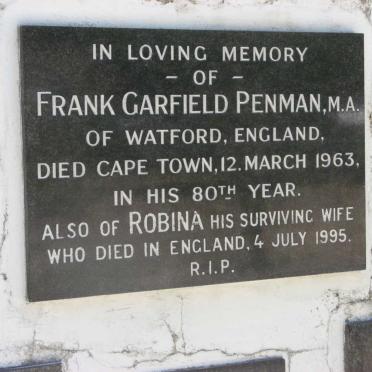 IN LOVING MEMORY
- OF -
FRANK GARFIELD PENMAN, M.A.
OF WATFORD, ENGLAND,
DIED CAPE TOWN, 12. MARCH 1963,
IN HIS 80TH YEAR.
ALSO OF ROBINA HIS SURVIVING WIFE
WHO DIED IN ENGLAND, 4 JULY 1995.
R.I.P.